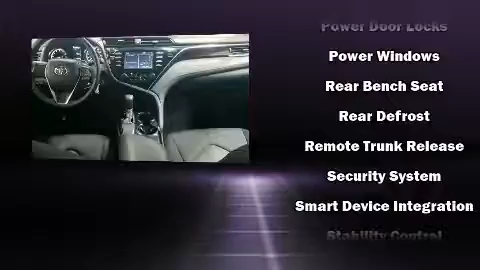 Power Door Locks
Power Windows
Rear Bench Seat
Rear Defrost
Remote Trunk Release
Security System
Smart Device Integration
Stability Control